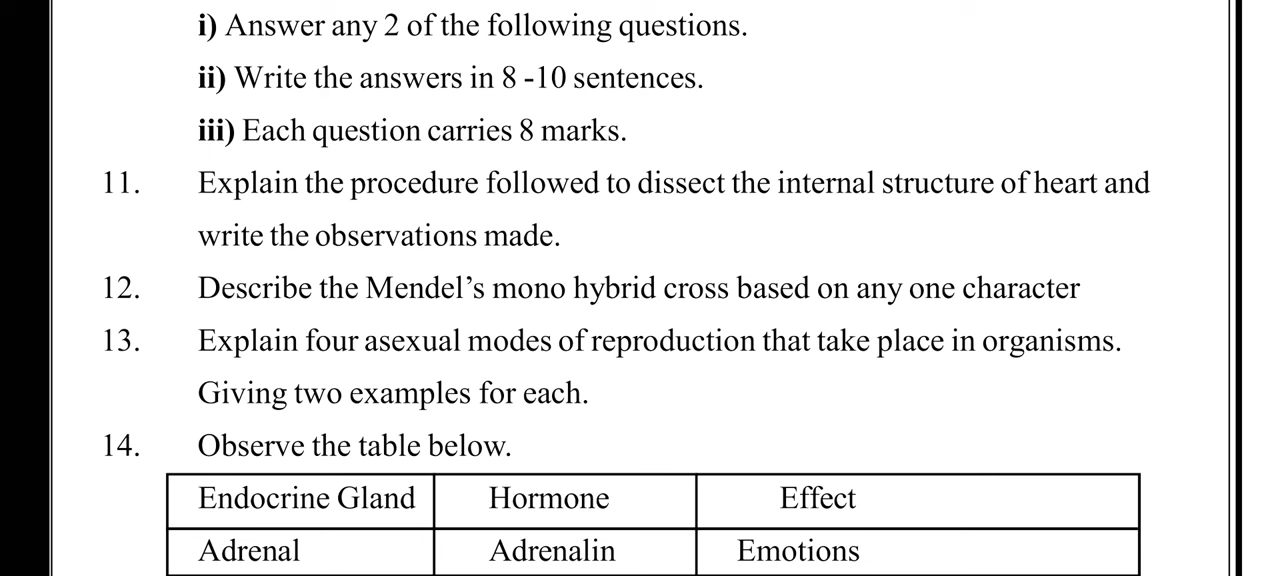 i) Answer any 2 of the following questions.
ii) Write the answers in 8 -10 sentences.
iii) Each question carries 8 marks.
11. Explain the procedure followed to dissect the internal structure of heart and
write the observations made.
12. Describe the Mendel’s mono hybrid cross based on any one character
13. Explain four asexual modes of reproduction that take place in organisms.
Giving two examples for each.
14. Observe the table below.
Endocrine Gland Hormone Effect
Adrenal Adrenalin Emotions